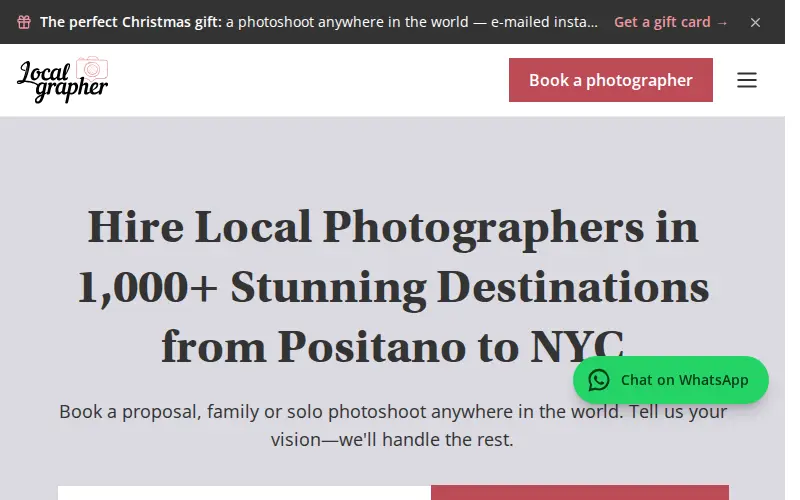 The perfect Christmas gift: a photoshoot anywhere in the world — e-mailed insta... Get a gift card →
Local grapher
Book a photographer
Hire Local Photographers in
1,000+ Stunning Destinations
from Positano to NYC
Chat on WhatsApp
Book a proposal, family or solo photoshoot anywhere in the world. Tell us your
vision—we'll handle the rest.